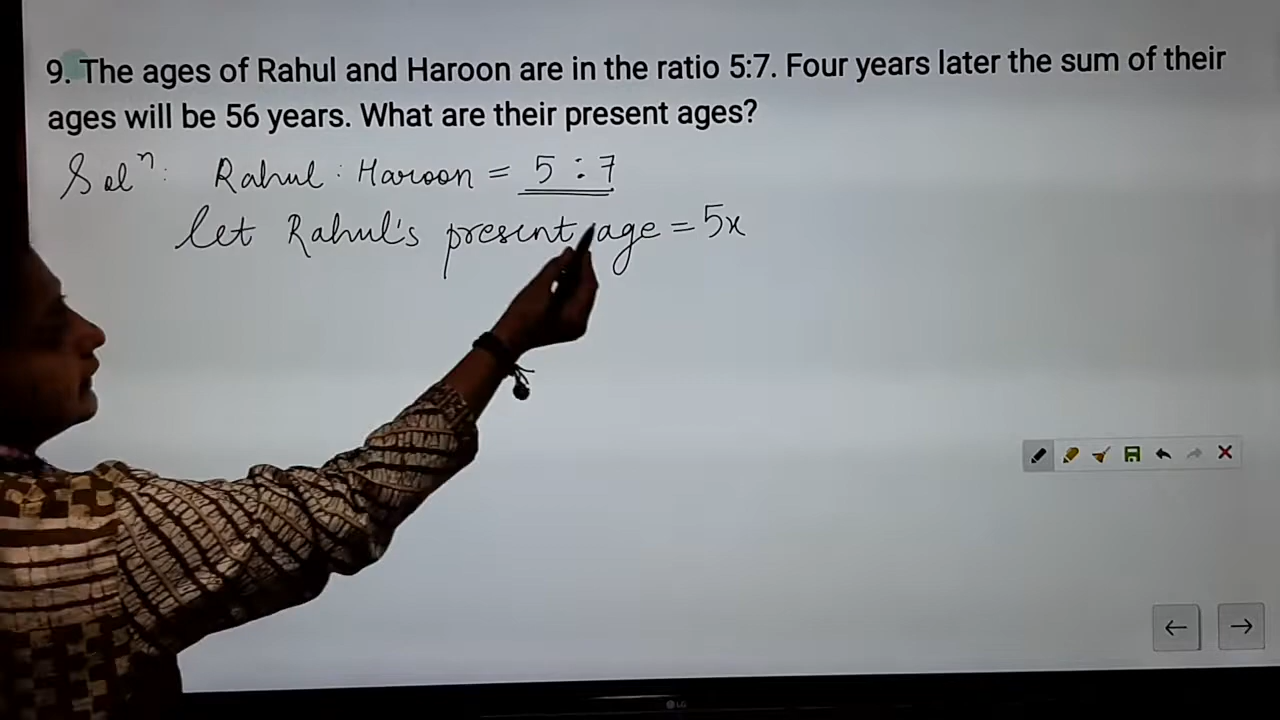 9. The ages of Rahul and Haroon are in the ratio 5:7. Four years later the sum of their
ages will be 56 years. What are their present ages?
Solⁿ: Rahul : Haroon = 5 : 7
let Rahul's present age = 5x
LG